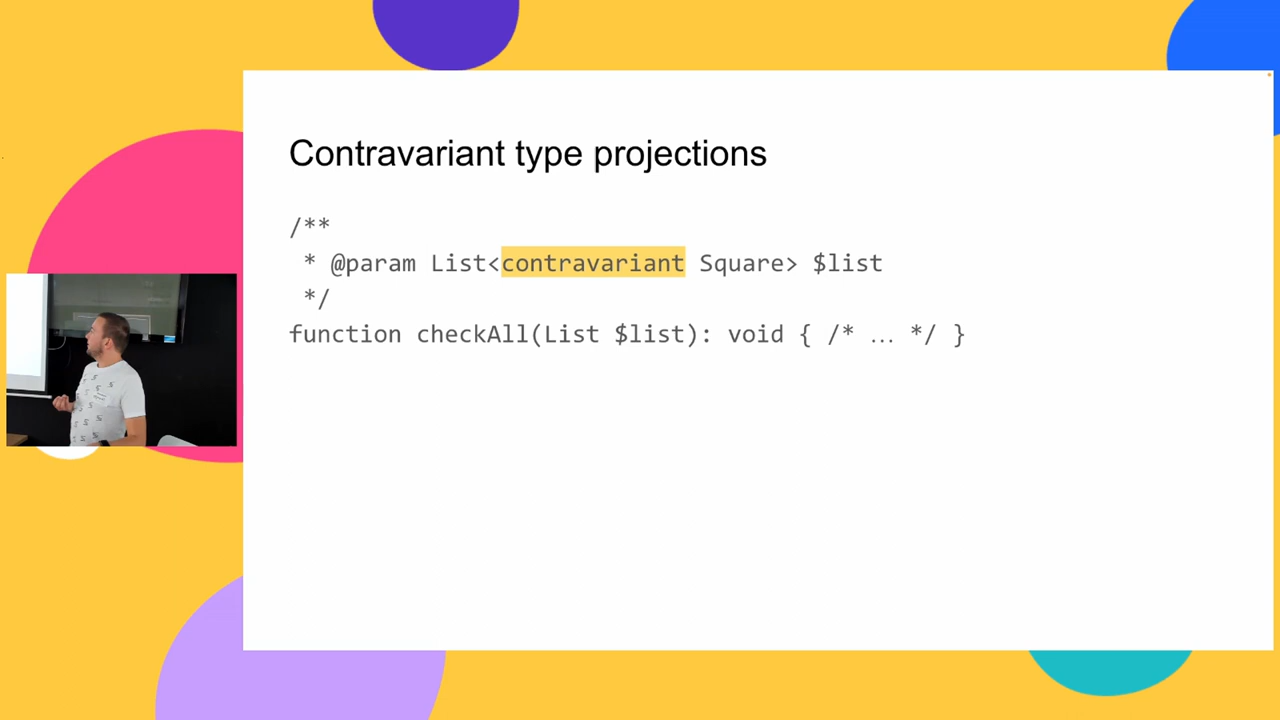 Contravariant type projections
/**
 * @param List<contravariant Square> $list
 */
function checkAll(List $list): void { /* … */ }